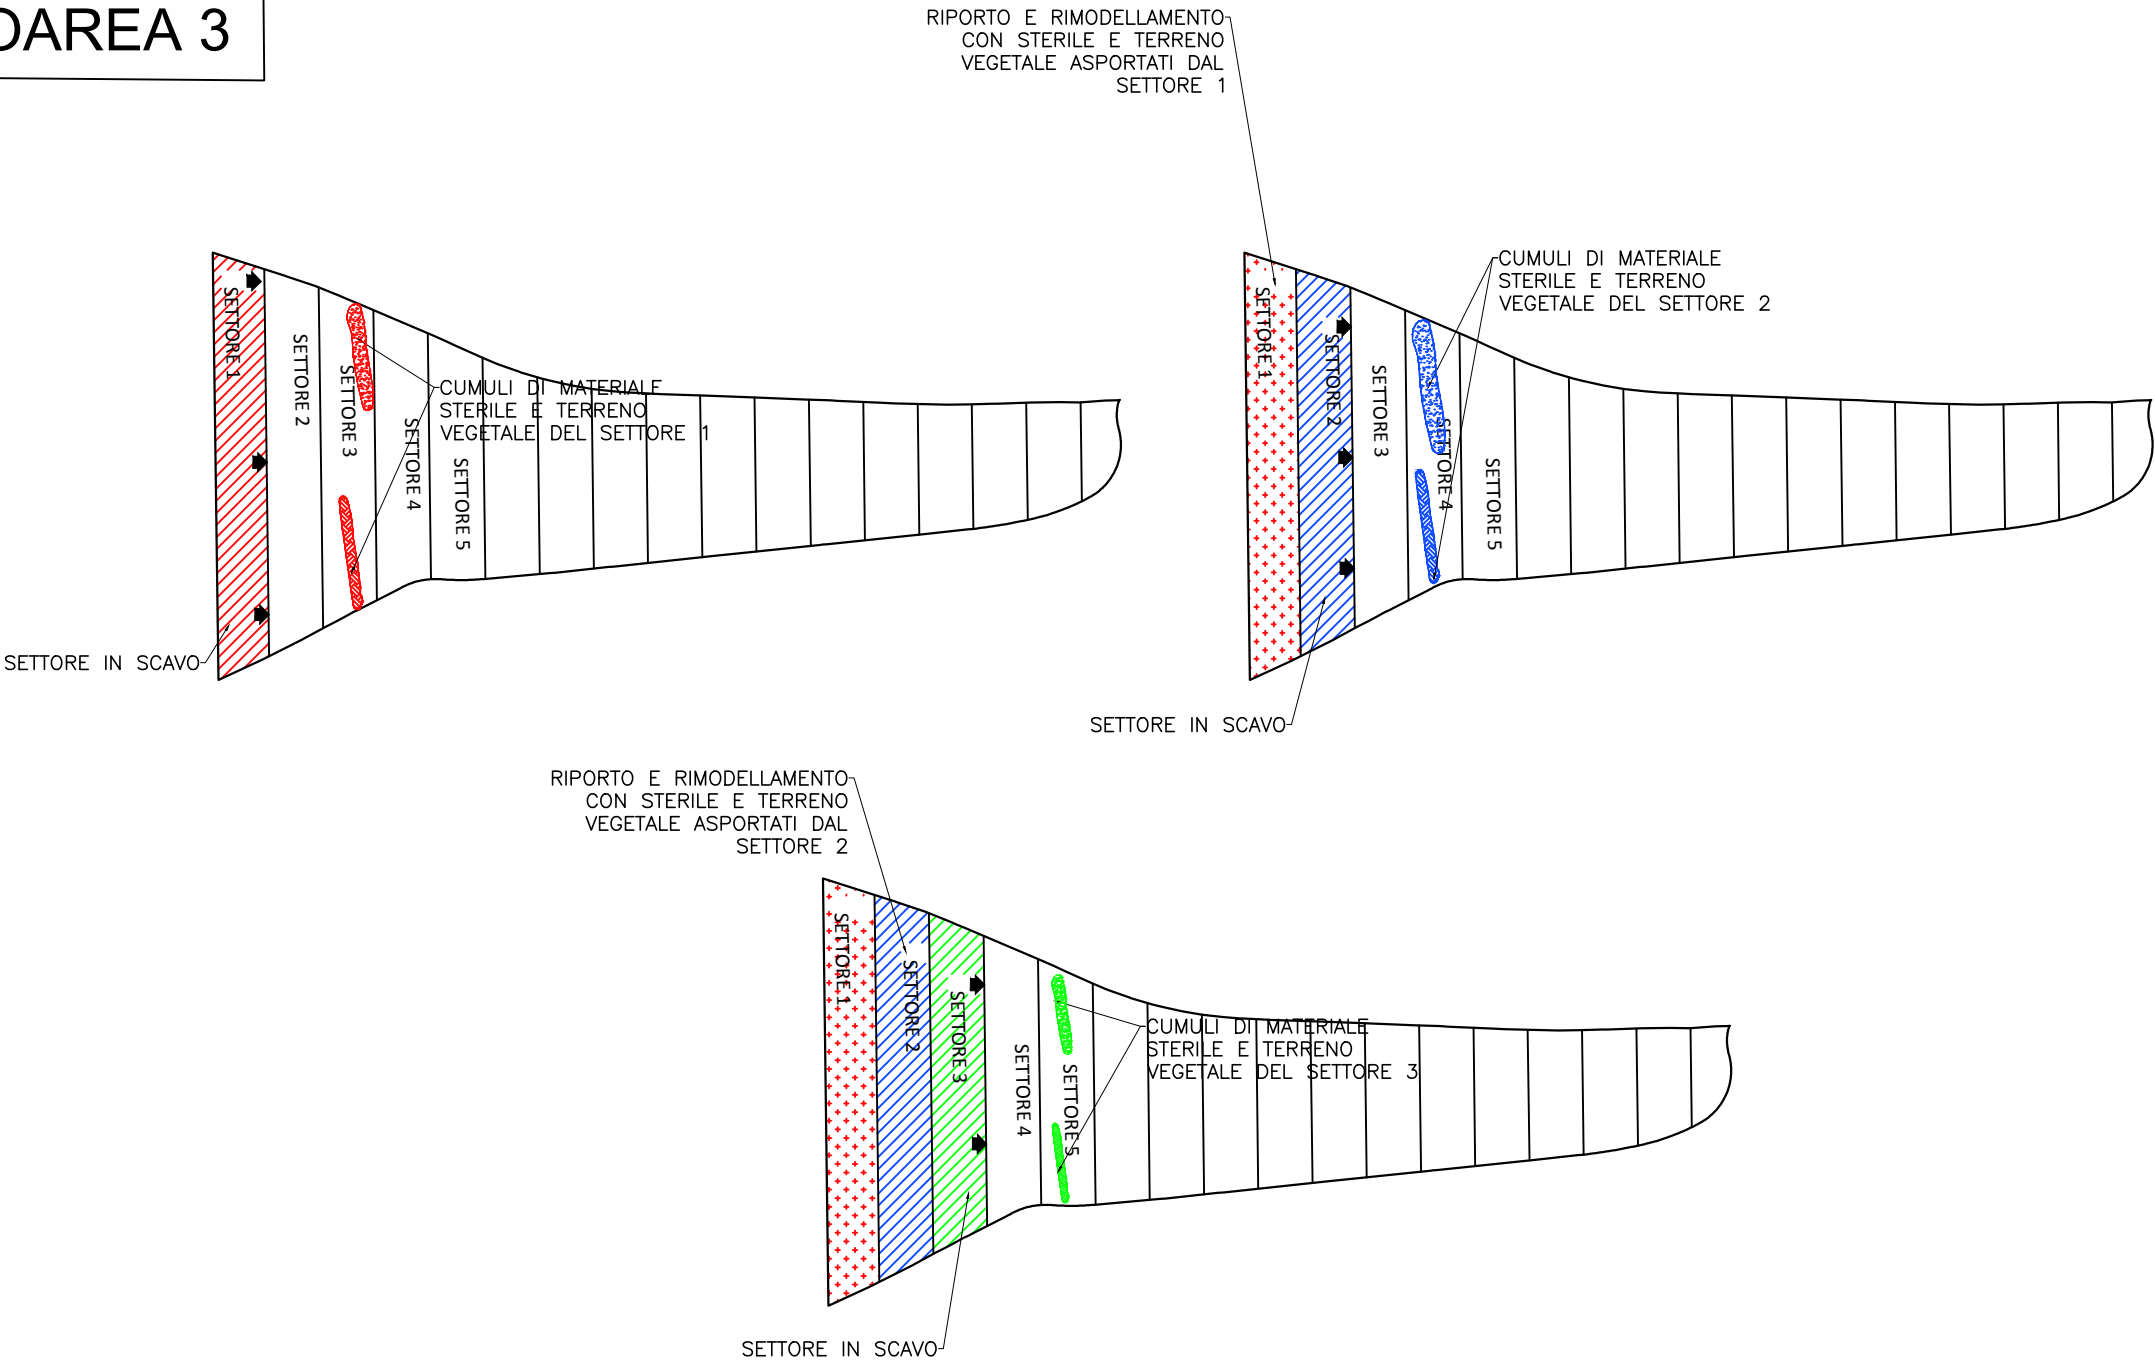 AREA 3
RIPORTO E RIMODELLAMENTO
CON STERILE E TERRENO
VEGETALE ASPORTATI DAL
SETTORE 1
SETTORE 1
SETTORE 2
SETTORE 3
SETTORE 4
SETTORE 5
CUMULI DI MATERIALE
STERILE E TERRENO
VEGETALE DEL SETTORE 1
SETTORE IN SCAVO
SETTORE 1
SETTORE 2
SETTORE 3
SETTORE 4
SETTORE 5
CUMULI DI MATERIALE
STERILE E TERRENO
VEGETALE DEL SETTORE 2
SETTORE IN SCAVO
RIPORTO E RIMODELLAMENTO
CON STERILE E TERRENO
VEGETALE ASPORTATI DAL
SETTORE 2
SETTORE 1
SETTORE 2
SETTORE 3
SETTORE 4
SETTORE 5
CUMULI DI MATERIALE
STERILE E TERRENO
VEGETALE DEL SETTORE 3
SETTORE IN SCAVO